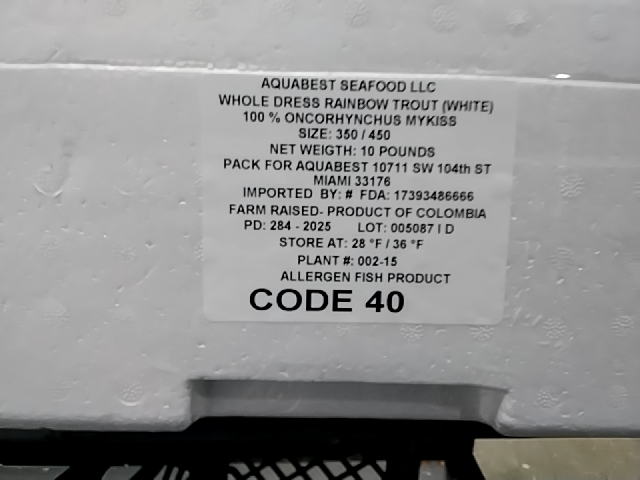 AQUABEST SEAFOOD LLC
WHOLE DRESS RAINBOW TROUT (WHITE)
100 % ONCORHYNCHUS MYKISS
SIZE: 350 / 450
NET WEIGTH: 10 POUNDS
PACK FOR AQUABEST 10711 SW 104th ST
MIAMI 33176
IMPORTED BY: # FDA: 17393486666
FARM RAISED- PRODUCT OF COLOMBIA
PD: 284 - 2025 LOT: 005087 I D
STORE AT: 28 °F / 36 °F
PLANT #: 002-15
ALLERGEN FISH PRODUCT
CODE 40